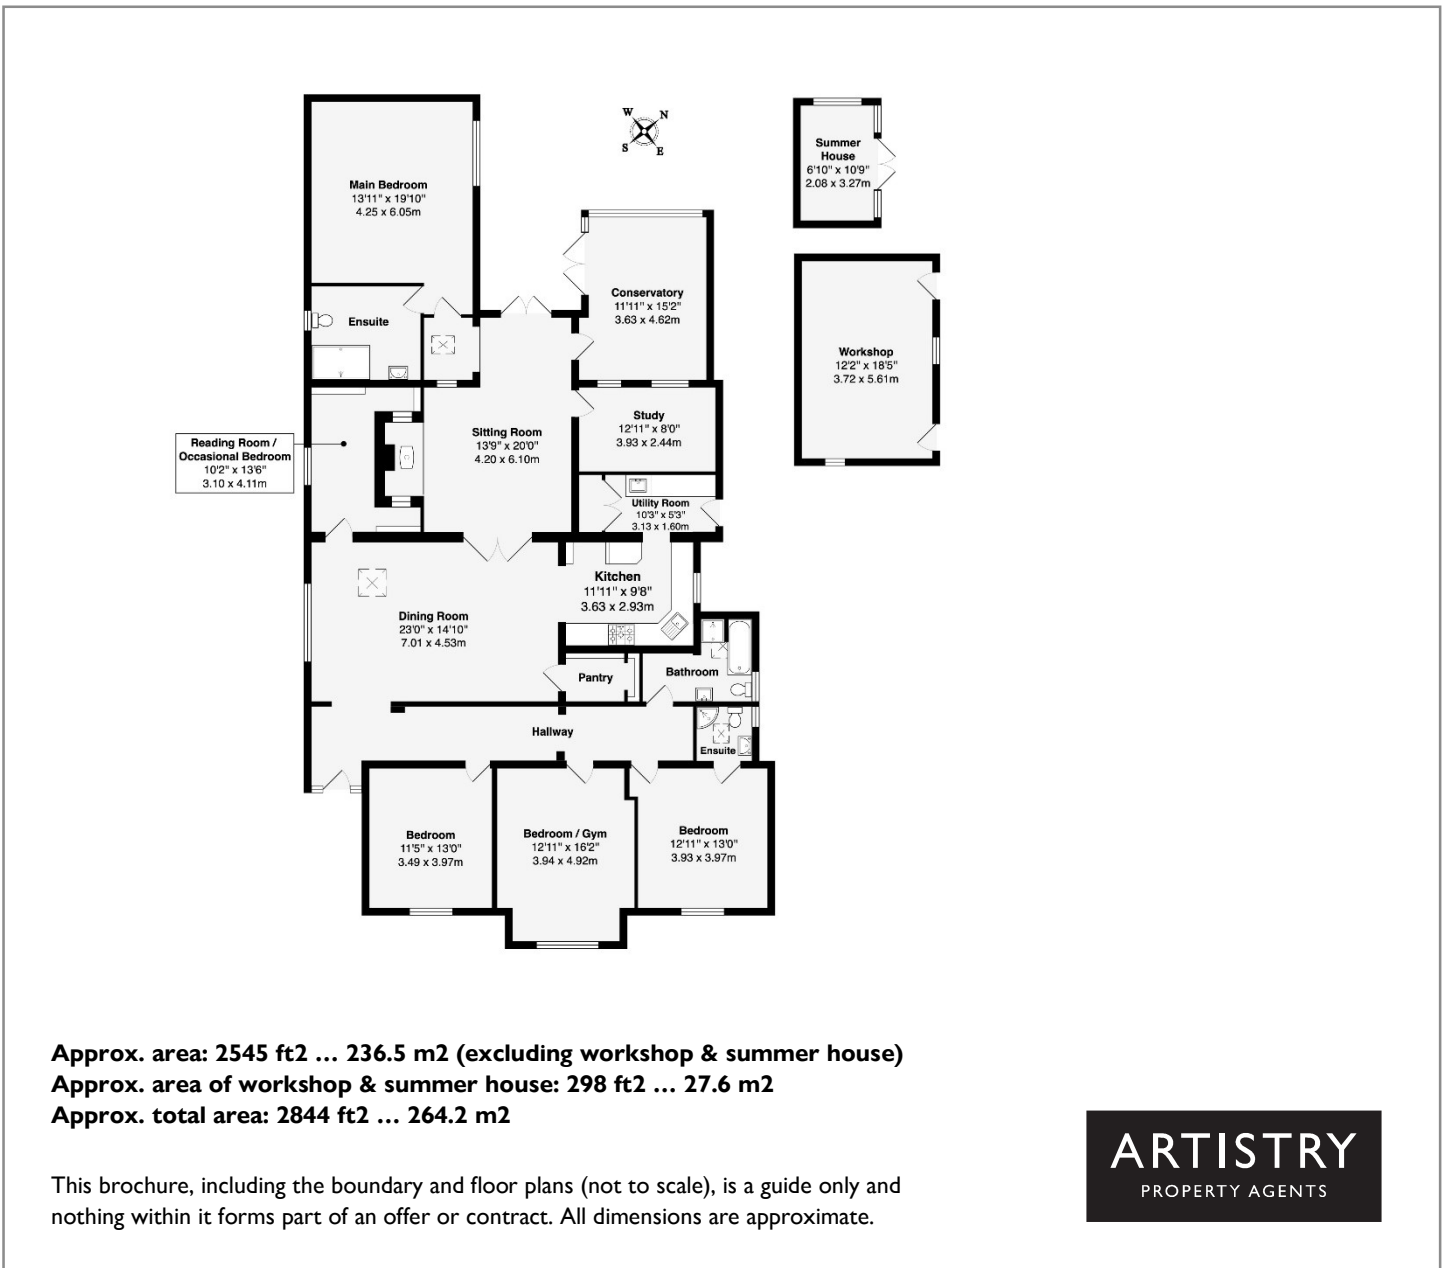 W N
S E
Summer
House
6'10" x 10'9"
2.08 x 3.27m
Main Bedroom
13'11" x 19'10"
4.25 x 6.05m
Conservatory
11'11" x 15'2"
3.63 x 4.62m
Ensuite
Workshop
12'2" x 18'5"
3.72 x 5.61m
Study
12'11" x 8'0"
3.93 x 2.44m
Sitting Room
13'9" x 20'0"
4.20 x 6.10m
Reading Room /
Occasional Bedroom
10'2" x 13'6"
3.10 x 4.11m
Utility Room
10'3" x 5'3"
3.13 x 1.60m
Kitchen
11'11" x 9'8"
3.63 x 2.93m
Dining Room
23'0" x 14'10"
7.01 x 4.53m
Pantry
Bathroom
Hallway
Ensuite
Bedroom
11'5" x 13'0"
3.49 x 3.97m
Bedroom / Gym
12'11" x 16'2"
3.94 x 4.92m
Bedroom
12'11" x 13'0"
3.93 x 3.97m
Approx. area: 2545 ft2 … 236.5 m2 (excluding workshop & summer house)
Approx. area of workshop & summer house: 298 ft2 … 27.6 m2
Approx. total area: 2844 ft2 … 264.2 m2
This brochure, including the boundary and floor plans (not to scale), is a guide only and
nothing within it forms part of an offer or contract. All dimensions are approximate.
ARTISTRY
PROPERTY AGENTS